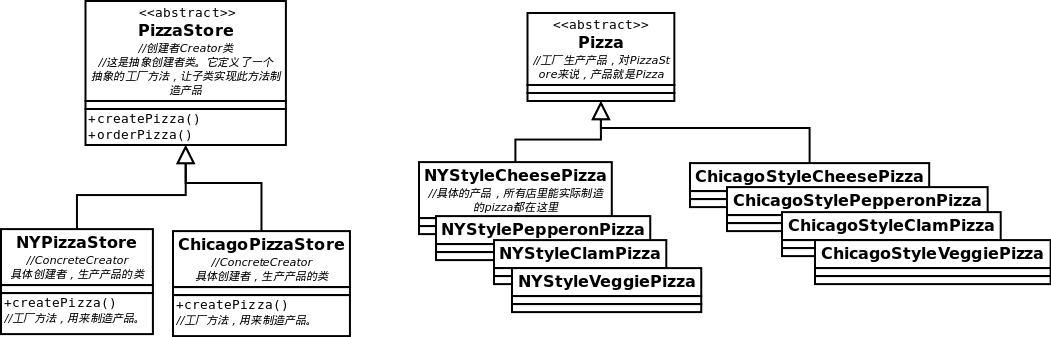 <<abstract>>
PizzaStore
//创建者Creator类
//这是抽象创建者类。它定义了一个
抽象的工厂方法，让子类实现此方法制
造产品
+createPizza()
+orderPizza()
NYPizzaStore
//ConcreteCreator
具体创建者，生产产品的类
+createPizza()
//工厂方法，用来制造产品。
ChicagoPizzaStore
//ConcreteCreator
具体创建者，生产产品的类
+createPizza()
//工厂方法，用来制造产品。
<<abstract>>
Pizza
//工厂生产产品，对PizzaSt
ore来说，产品就是Pizza
NYStyleCheesePizza
//具体的产品，所有店里能实际制造
的pizza都在这里
NYStylePepperonPizza
NYStyleClamPizza
NYStyleVeggiePizza
ChicagoStyleCheesePizza
ChicagoStylePepperonPizza
ChicagoStyleClamPizza
ChicagoStyleVeggiePizza